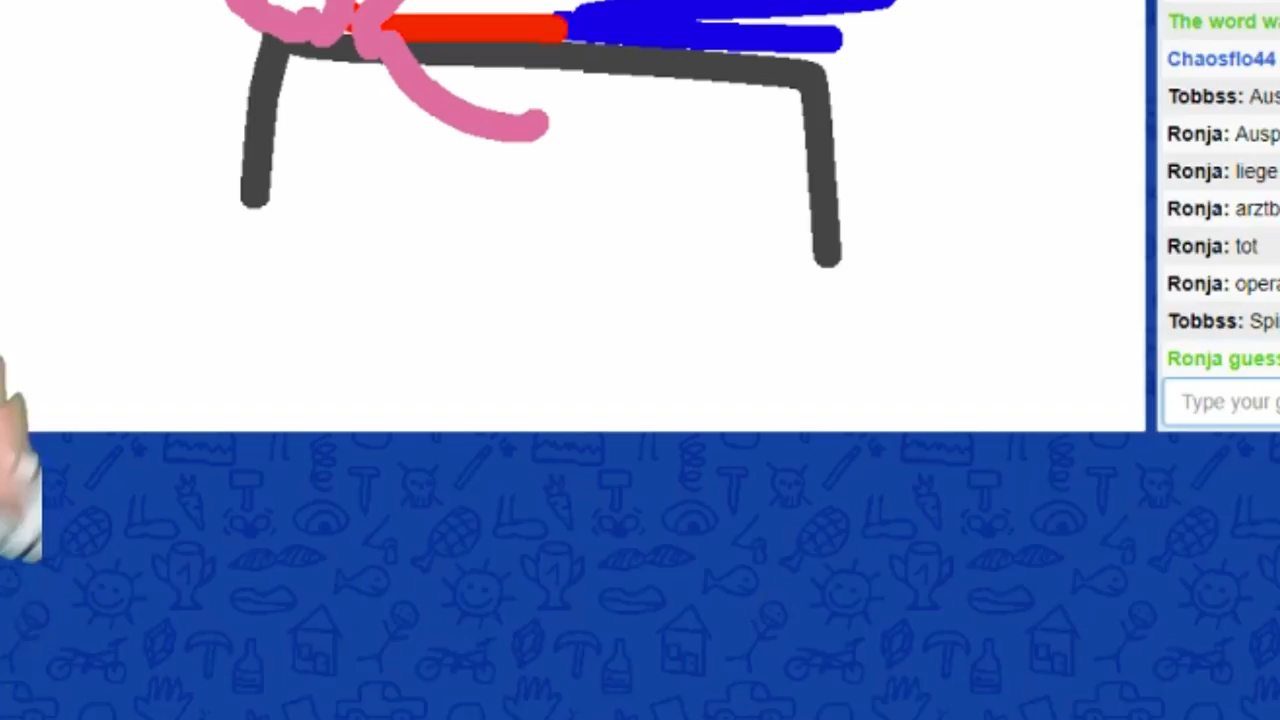 The word wa
Chaosflo44
Tobbss: Aus
Ronja: Ausp
Ronja: liege
Ronja: arztb
Ronja: tot
Ronja: opera
Tobbss: Spi
Ronja guess
Type your g